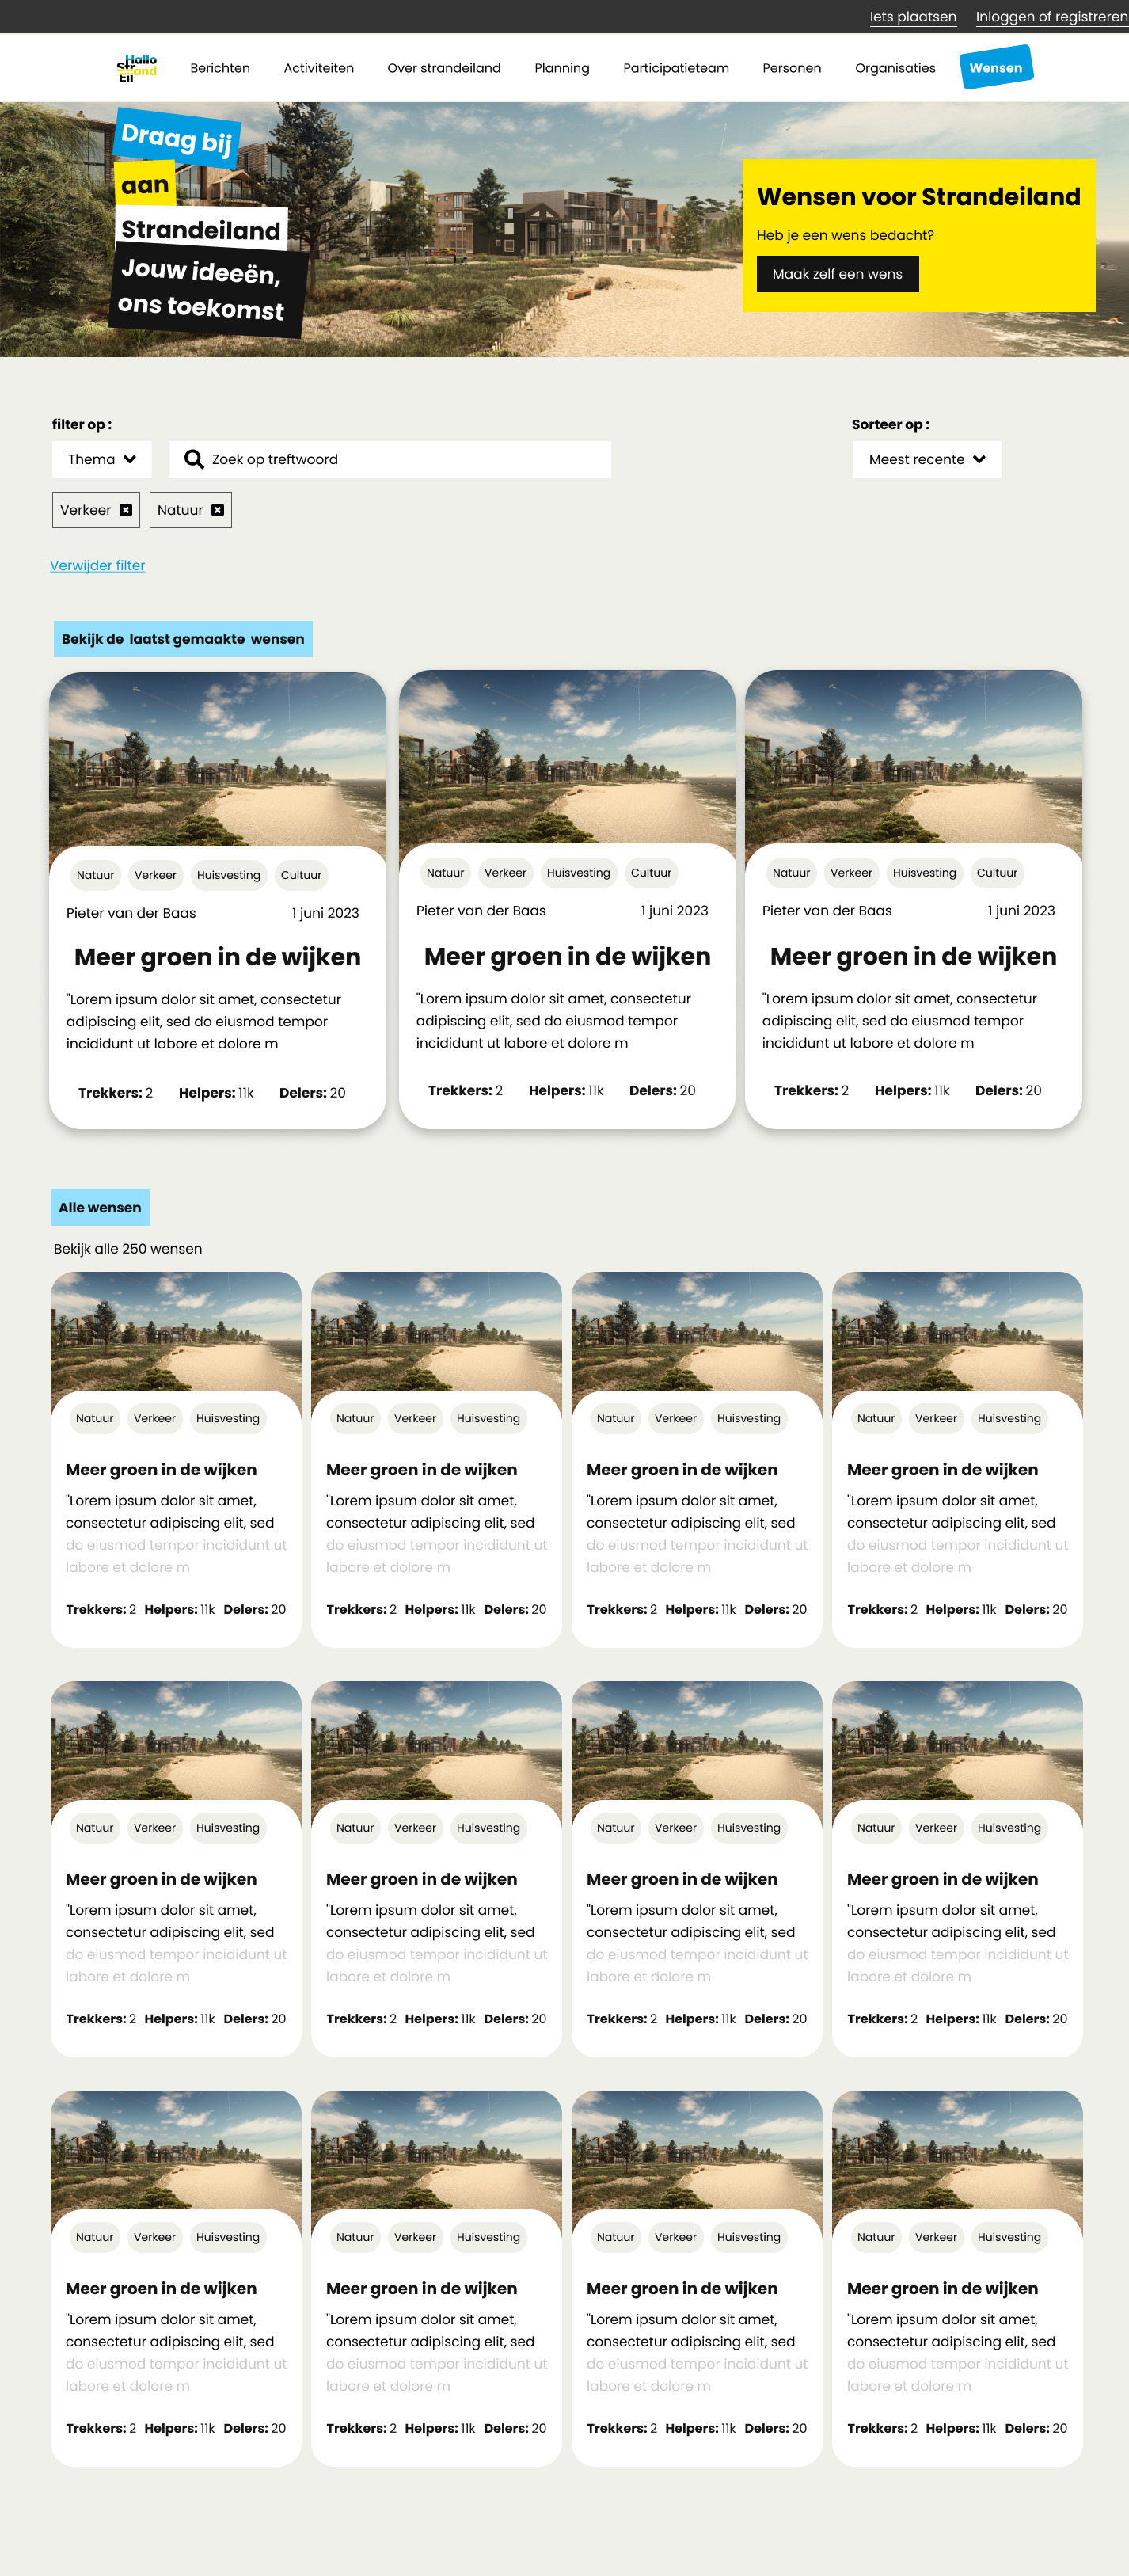 Iets plaatsen Inloggen of registreren
Hallo
Str
and
Eil
Berichten Activiteiten Over strandeiland Planning Participatieteam Personen Organisaties Wensen
Draag bij
aan
Strandeiland
Jouw ideeën,
ons toekomst
Wensen voor Strandeiland
Heb je een wens bedacht?
Maak zelf een wens
filter op :
Thema
Zoek op treftwoord
Sorteer op :
Meest recente
Verkeer Natuur
Verwijder filter
Bekijk de laatst gemaakte wensen
Natuur Verkeer Huisvesting Cultuur
Pieter van der Baas 1 juni 2023
Meer groen in de wijken
"Lorem ipsum dolor sit amet, consectetur
adipiscing elit, sed do eiusmod tempor
incididunt ut labore et dolore m
Trekkers: 2 Helpers: 11k Delers: 20
Natuur Verkeer Huisvesting Cultuur
Pieter van der Baas 1 juni 2023
Meer groen in de wijken
"Lorem ipsum dolor sit amet, consectetur
adipiscing elit, sed do eiusmod tempor
incididunt ut labore et dolore m
Trekkers: 2 Helpers: 11k Delers: 20
Natuur Verkeer Huisvesting Cultuur
Pieter van der Baas 1 juni 2023
Meer groen in de wijken
"Lorem ipsum dolor sit amet, consectetur
adipiscing elit, sed do eiusmod tempor
incididunt ut labore et dolore m
Trekkers: 2 Helpers: 11k Delers: 20
Alle wensen
Bekijk alle 250 wensen
Natuur Verkeer Huisvesting
Meer groen in de wijken
"Lorem ipsum dolor sit amet,
consectetur adipiscing elit, sed
do eiusmod tempor incididunt ut
labore et dolore m
Trekkers: 2 Helpers: 11k Delers: 20
Natuur Verkeer Huisvesting
Meer groen in de wijken
"Lorem ipsum dolor sit amet,
consectetur adipiscing elit, sed
do eiusmod tempor incididunt ut
labore et dolore m
Trekkers: 2 Helpers: 11k Delers: 20
Natuur Verkeer Huisvesting
Meer groen in de wijken
"Lorem ipsum dolor sit amet,
consectetur adipiscing elit, sed
do eiusmod tempor incididunt ut
labore et dolore m
Trekkers: 2 Helpers: 11k Delers: 20
Natuur Verkeer Huisvesting
Meer groen in de wijken
"Lorem ipsum dolor sit amet,
consectetur adipiscing elit, sed
do eiusmod tempor incididunt ut
labore et dolore m
Trekkers: 2 Helpers: 11k Delers: 20
Natuur Verkeer Huisvesting
Meer groen in de wijken
"Lorem ipsum dolor sit amet,
consectetur adipiscing elit, sed
do eiusmod tempor incididunt ut
labore et dolore m
Trekkers: 2 Helpers: 11k Delers: 20
Natuur Verkeer Huisvesting
Meer groen in de wijken
"Lorem ipsum dolor sit amet,
consectetur adipiscing elit, sed
do eiusmod tempor incididunt ut
labore et dolore m
Trekkers: 2 Helpers: 11k Delers: 20
Natuur Verkeer Huisvesting
Meer groen in de wijken
"Lorem ipsum dolor sit amet,
consectetur adipiscing elit, sed
do eiusmod tempor incididunt ut
labore et dolore m
Trekkers: 2 Helpers: 11k Delers: 20
Natuur Verkeer Huisvesting
Meer groen in de wijken
"Lorem ipsum dolor sit amet,
consectetur adipiscing elit, sed
do eiusmod tempor incididunt ut
labore et dolore m
Trekkers: 2 Helpers: 11k Delers: 20
Natuur Verkeer Huisvesting
Meer groen in de wijken
"Lorem ipsum dolor sit amet,
consectetur adipiscing elit, sed
do eiusmod tempor incididunt ut
labore et dolore m
Trekkers: 2 Helpers: 11k Delers: 20
Natuur Verkeer Huisvesting
Meer groen in de wijken
"Lorem ipsum dolor sit amet,
consectetur adipiscing elit, sed
do eiusmod tempor incididunt ut
labore et dolore m
Trekkers: 2 Helpers: 11k Delers: 20
Natuur Verkeer Huisvesting
Meer groen in de wijken
"Lorem ipsum dolor sit amet,
consectetur adipiscing elit, sed
do eiusmod tempor incididunt ut
labore et dolore m
Trekkers: 2 Helpers: 11k Delers: 20
Natuur Verkeer Huisvesting
Meer groen in de wijken
"Lorem ipsum dolor sit amet,
consectetur adipiscing elit, sed
do eiusmod tempor incididunt ut
labore et dolore m
Trekkers: 2 Helpers: 11k Delers: 20